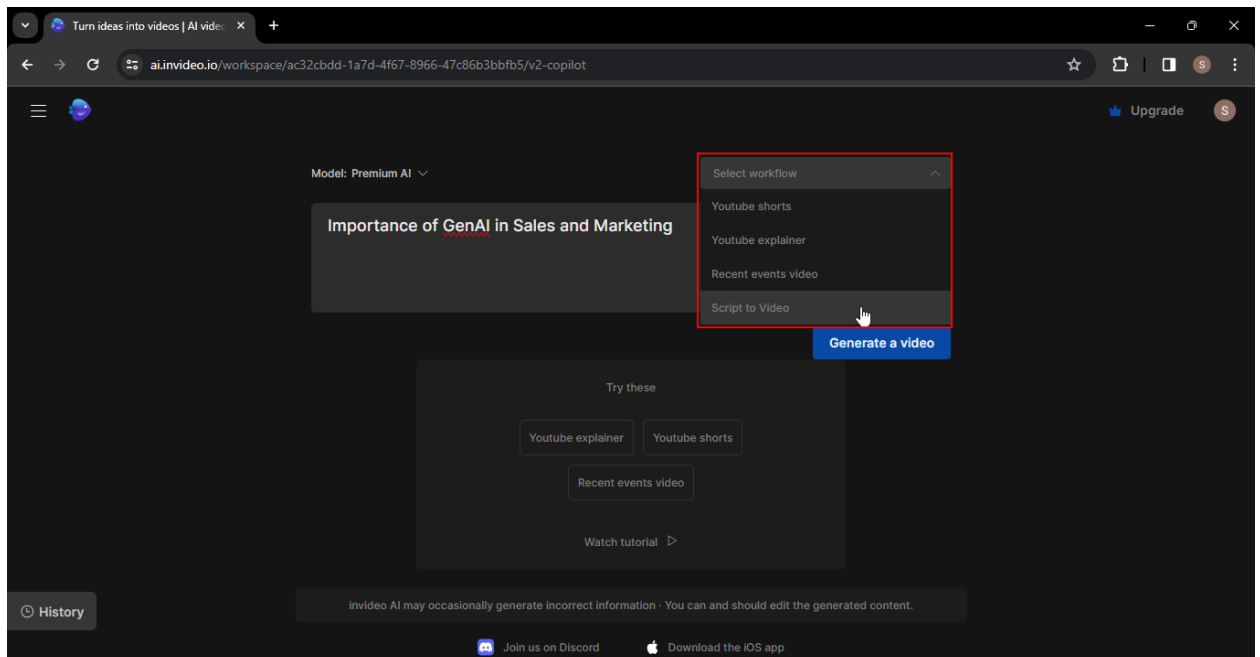 Turn ideas into videos | AI videc
ai.invideo.io/workspace/ac32cbdd-1a7d-4f67-8966-47c86b3bbfb5/v2-copilot
S
Upgrade
S
Model: Premium AI
Select workflow
Youtube shorts
Importance of GenAI in Sales and Marketing
Youtube explainer
Recent events video
Script to Video
Generate a video
Try these
Youtube explainer
Youtube shorts
Recent events video
Watch tutorial
History
invideo AI may occasionally generate incorrect information · You can and should edit the generated content.
Join us on Discord
Download the iOS app